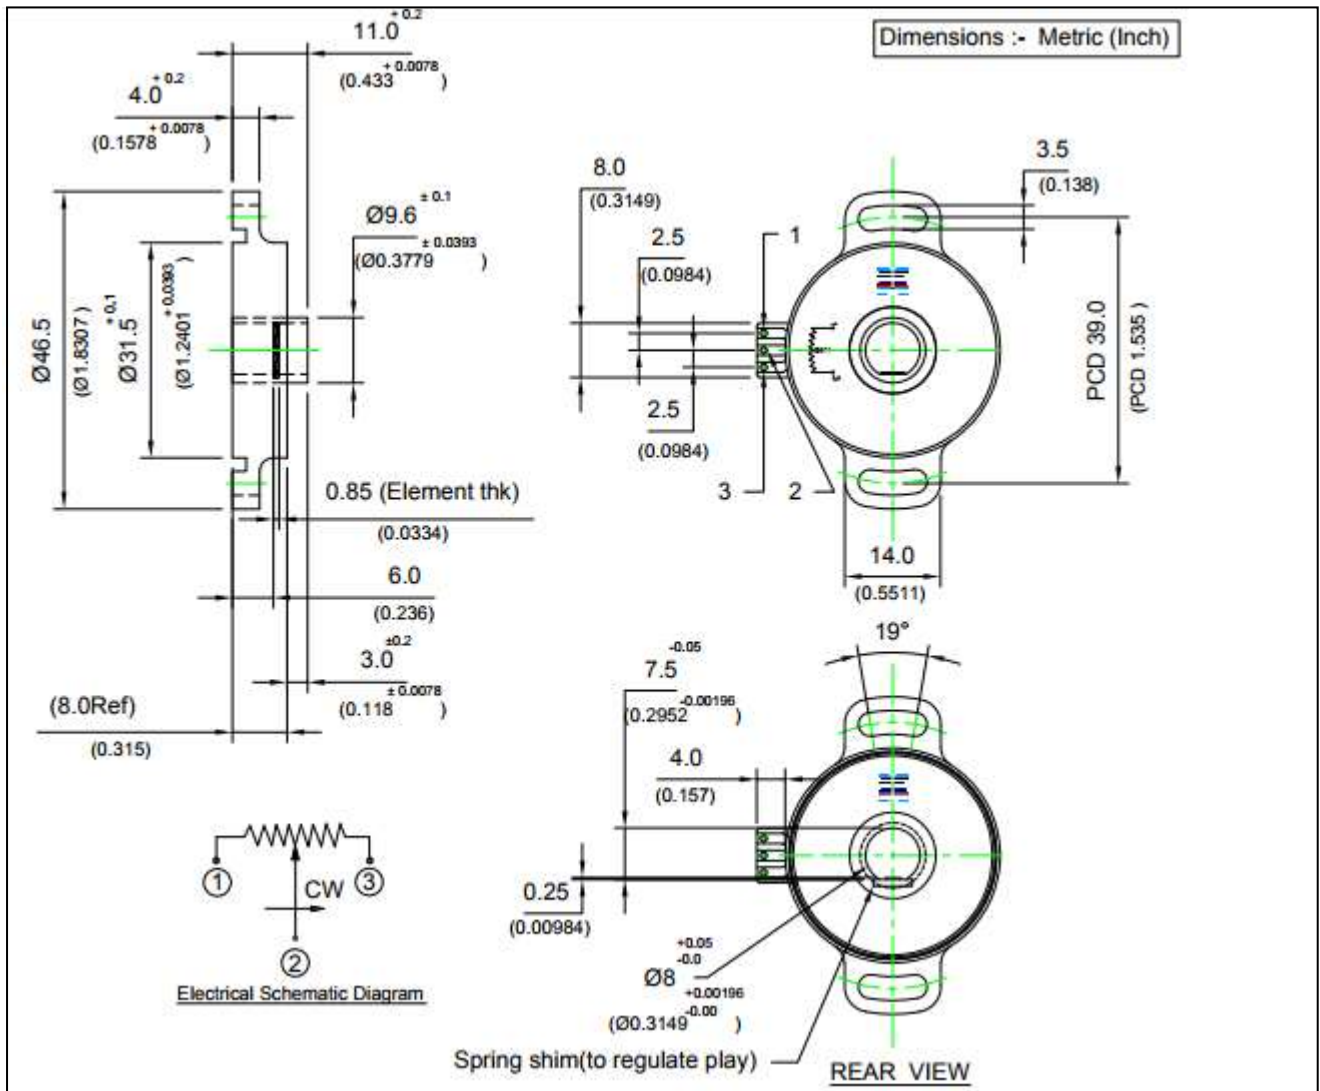 Dimensions :- Metric (Inch)
11.0 + 0.2
(0.433 + 0.0078)
4.0 + 0.2
(0.1578 + 0.0078)
Ø9.6 ± 0.1
(Ø0.3779 ± 0.0393)
Ø46.5
(Ø1.8307)
Ø31.5 ± 0.1
(Ø1.2401 ± 0.0393)
0.85 (Element thk)
(0.0334)
6.0
(0.236)
3.0 ±0.2
(0.118 ± 0.0078)
(8.0Ref)
(0.315)
8.0
(0.3149)
2.5
(0.0984)
2.5
(0.0984)
1
3
2
3.5
(0.138)
PCD 39.0
(PCD 1.535)
14.0
(0.5511)
19°
7.5 -0.05
(0.2952 -0.00196)
4.0
(0.157)
0.25
(0.00984)
Ø8 +0.05 -0.0
(Ø0.3149 +0.00196 -0.00)
Spring shim(to regulate play)
REAR VIEW
1
3
CW
2
Electrical Schematic Diagram